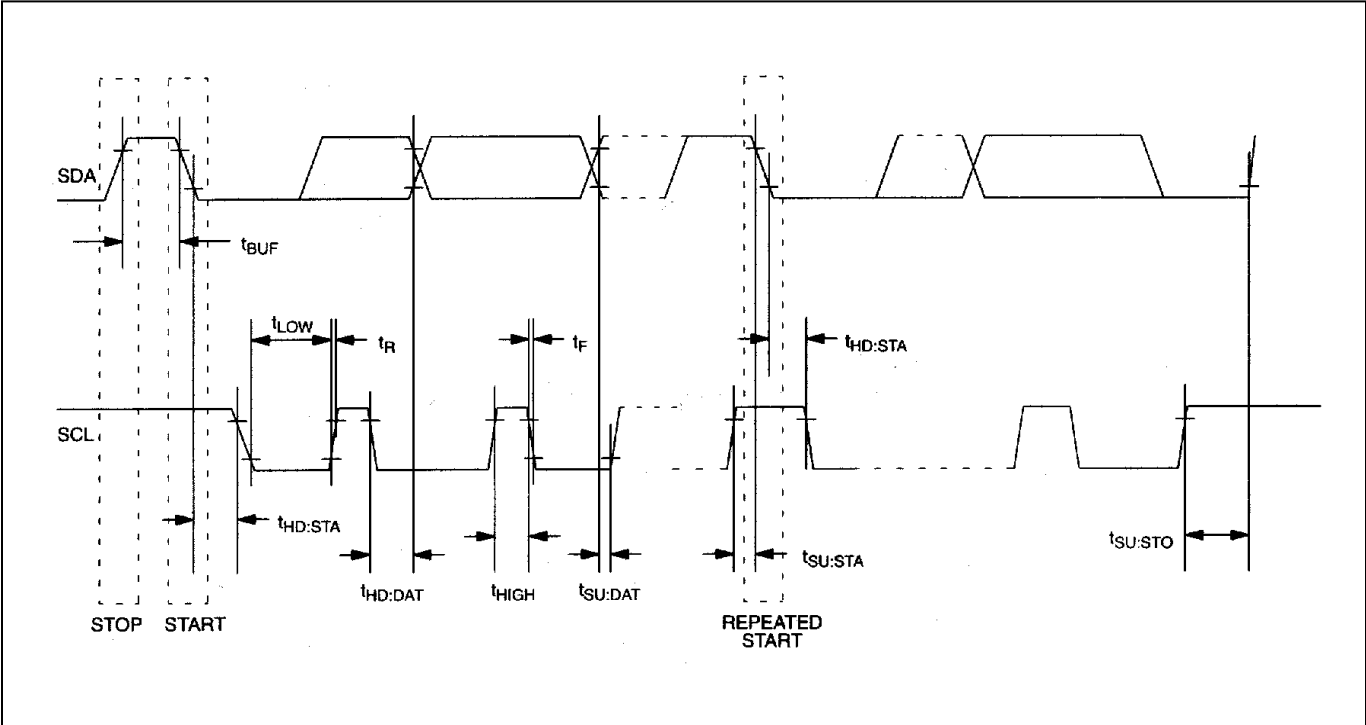 SDA
tBUF
tLOW
tR
tF
tHD:STA
SCL
tHD:STA
tSU:STA
tSU:STO
tHD:DAT
tHIGH
tSU:DAT
STOP
START
REPEATED
START